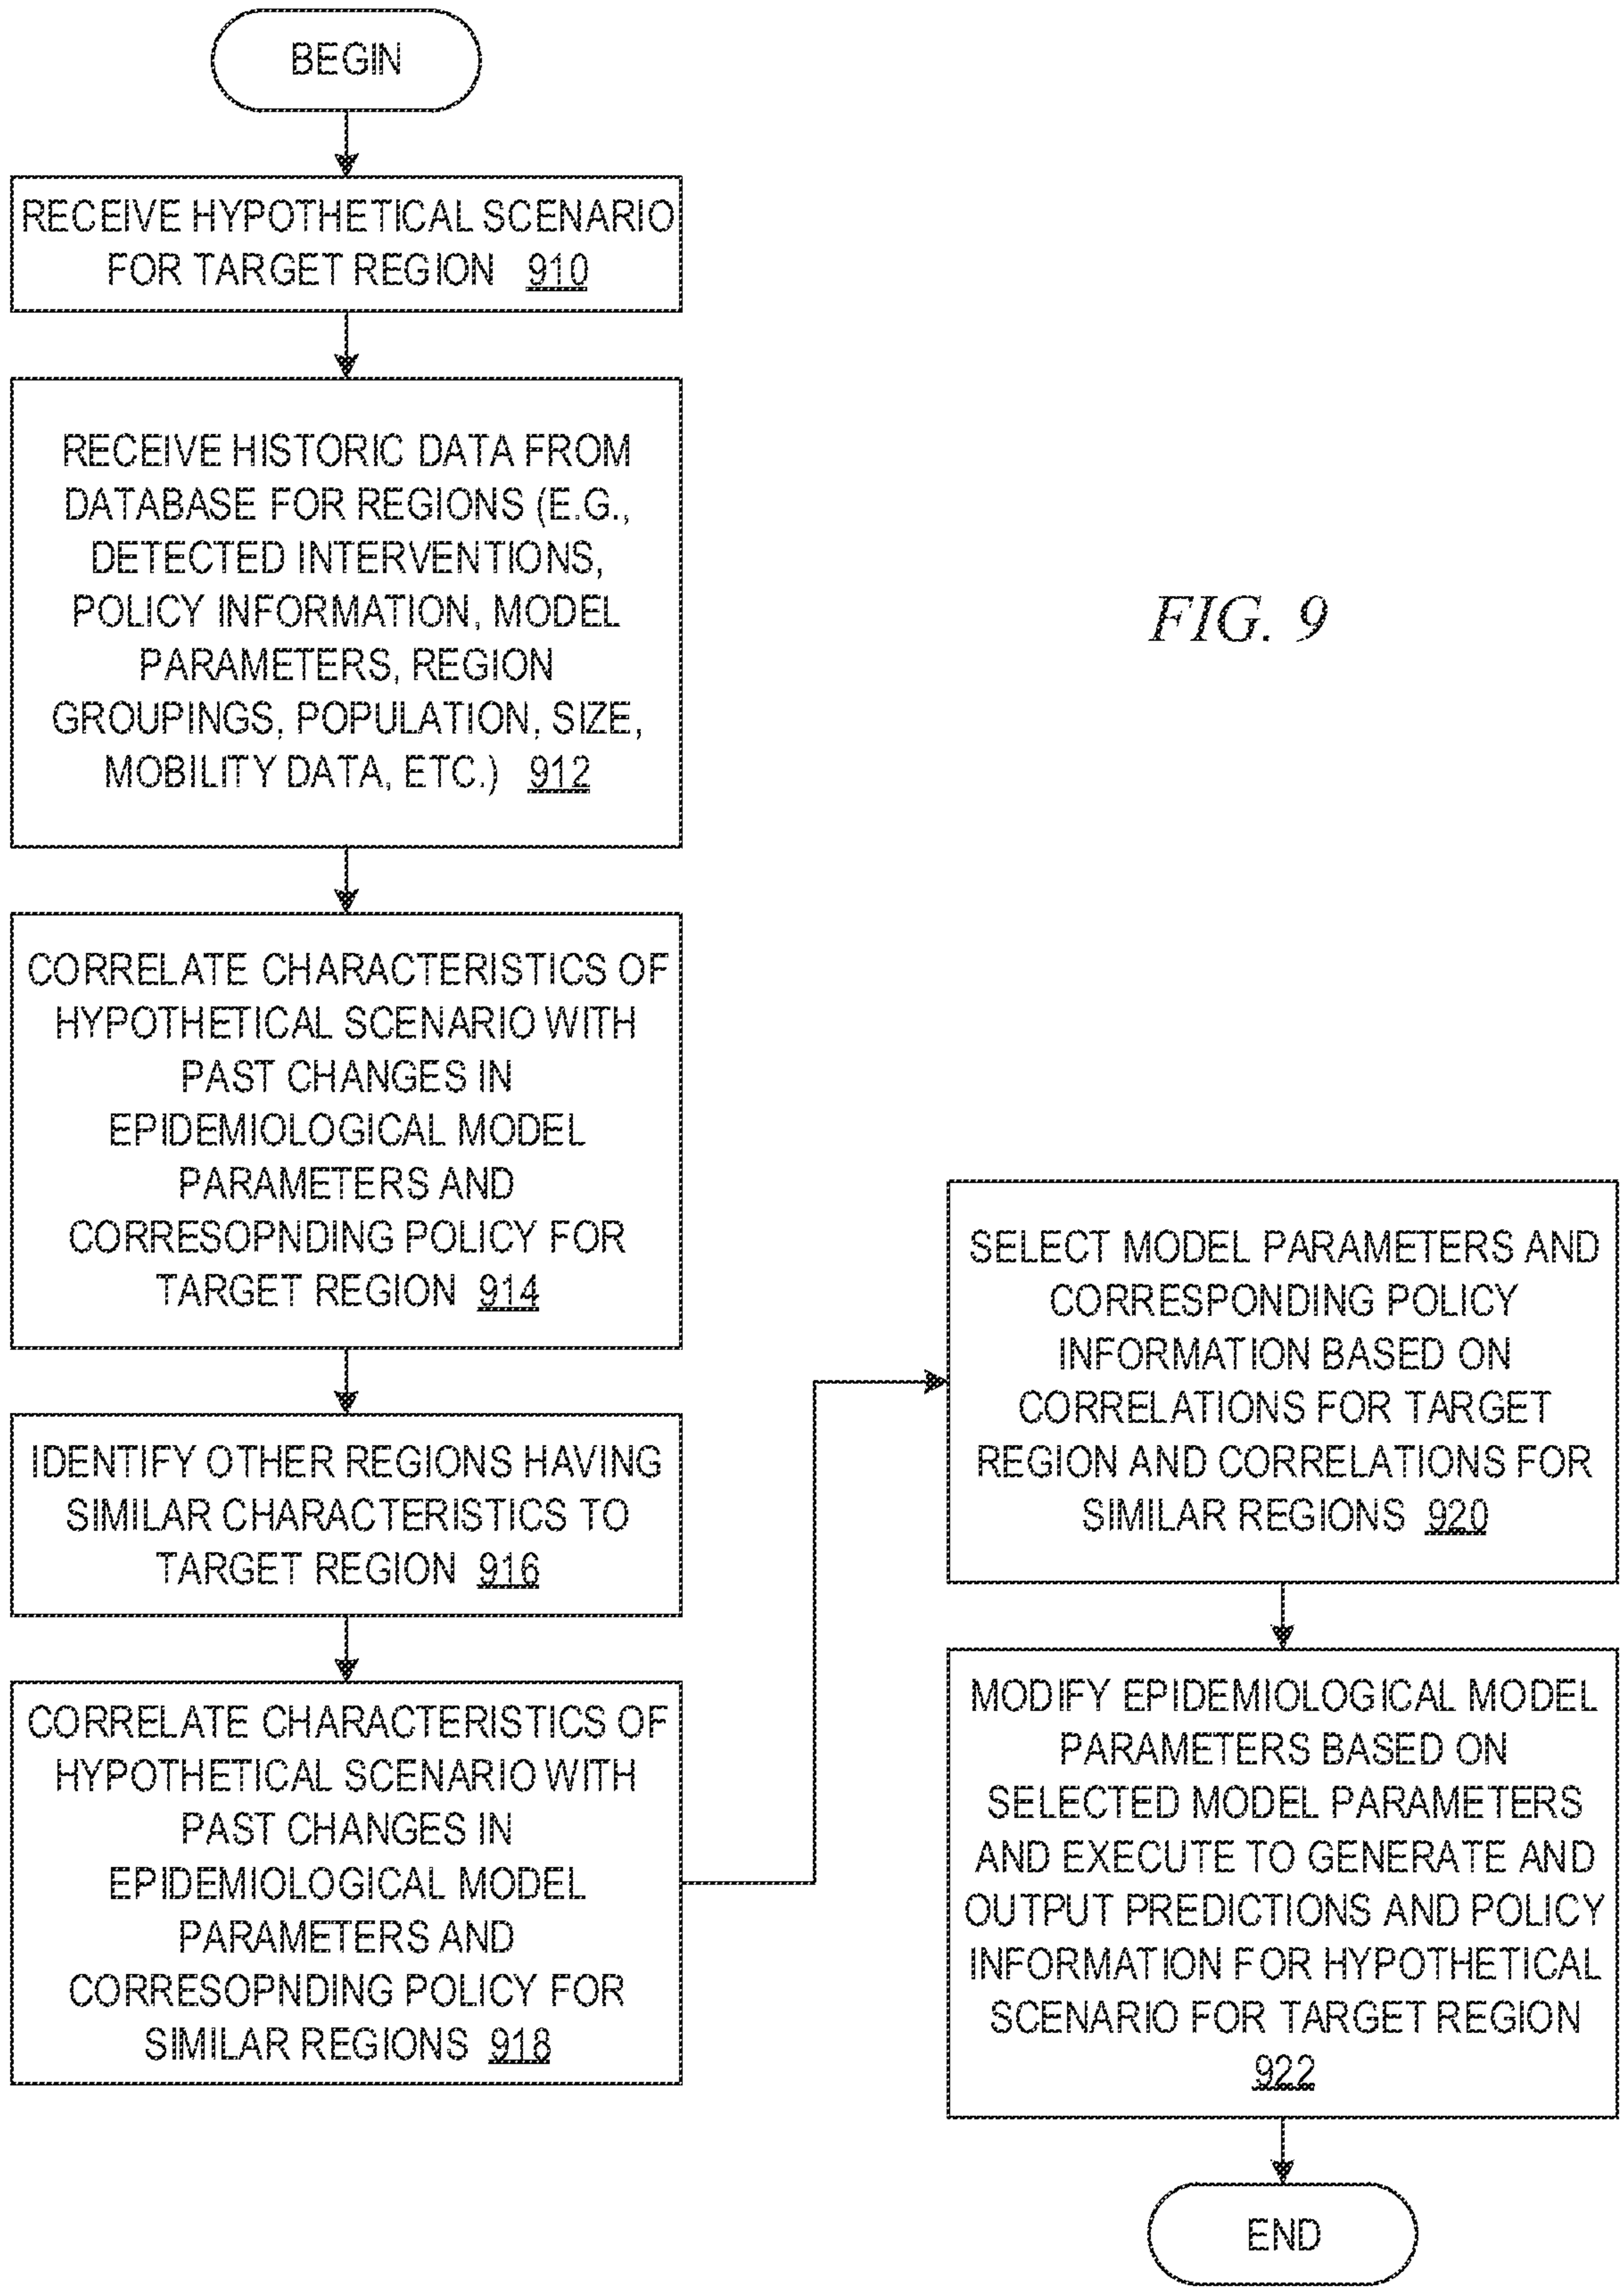 BEGIN
RECEIVE HYPOTHETICAL SCENARIO
FOR TARGET REGION 910
RECEIVE HISTORIC DATA FROM
DATABASE FOR REGIONS (E.G.,
DETECTED INTERVENTIONS,
POLICY INFORMATION, MODEL
PARAMETERS, REGION
GROUPINGS, POPULATION, SIZE,
MOBILITY DATA, ETC.) 912
CORRELATE CHARACTERISTICS OF
HYPOTHETICAL SCENARIO WITH
PAST CHANGES IN
EPIDEMIOLOGICAL MODEL
PARAMETERS AND
CORRESOPNDING POLICY FOR
TARGET REGION 914
IDENTIFY OTHER REGIONS HAVING
SIMILAR CHARACTERISTICS TO
TARGET REGION 916
CORRELATE CHARACTERISTICS OF
HYPOTHETICAL SCENARIO WITH
PAST CHANGES IN
EPIDEMIOLOGICAL MODEL
PARAMETERS AND
CORRESOPNDING POLICY FOR
SIMILAR REGIONS 918
FIG. 9
SELECT MODEL PARAMETERS AND
CORRESPONDING POLICY
INFORMATION BASED ON
CORRELATIONS FOR TARGET
REGION AND CORRELATIONS FOR
SIMILAR REGIONS 920
MODIFY EPIDEMIOLOGICAL MODEL
PARAMETERS BASED ON
SELECTED MODEL PARAMETERS
AND EXECUTE TO GENERATE AND
OUTPUT PREDICTIONS AND POLICY
INFORMATION FOR HYPOTHETICAL
SCENARIO FOR TARGET REGION
922
END